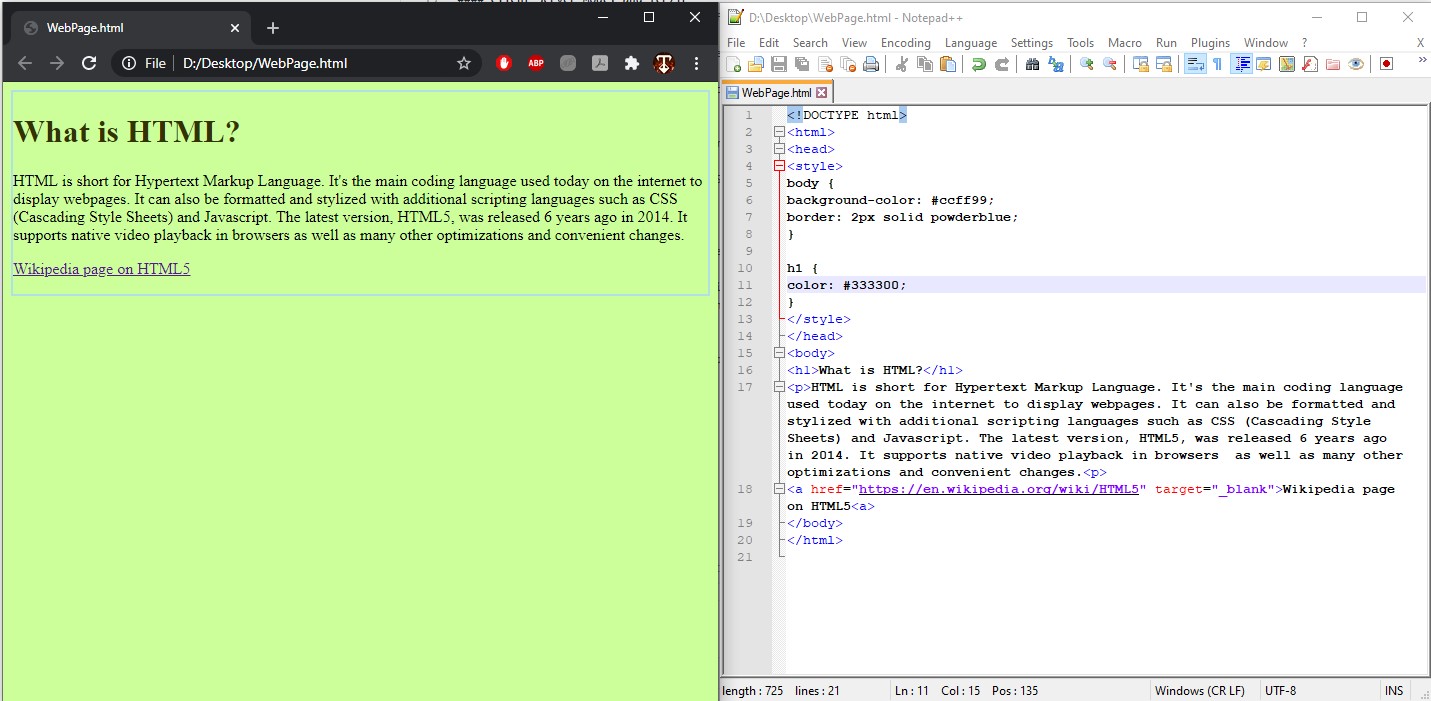 WebPage.html
File D:/Desktop/WebPage.html
ABP
What is HTML?
HTML is short for Hypertext Markup Language. It's the main coding language used today on the internet to
display webpages. It can also be formatted and stylized with additional scripting languages such as CSS
(Cascading Style Sheets) and Javascript. The latest version, HTML5, was released 6 years ago in 2014. It
supports native video playback in browsers as well as many other optimizations and convenient changes.
Wikipedia page on HTML5
D:\Desktop\WebPage.html - Notepad++
File Edit Search View Encoding Language Settings Tools Macro Run Plugins Window ? X
WebPage.html
1 <!DOCTYPE html>
2 <html>
3 <head>
4 <style>
5 body {
6 background-color: #ccff99;
7 border: 2px solid powderblue;
8 }
9
10 h1 {
11 color: #333300;
12 }
13 </style>
14 </head>
15 <body>
16 <h1>What is HTML?</h1>
17 <p>HTML is short for Hypertext Markup Language. It's the main coding language
used today on the internet to display webpages. It can also be formatted and
stylized with additional scripting languages such as CSS (Cascading Style
Sheets) and Javascript. The latest version, HTML5, was released 6 years ago
in 2014. It supports native video playback in browsers  as well as many other
optimizations and convenient changes.<p>
18 <a href="https://en.wikipedia.org/wiki/HTML5" target="_blank">Wikipedia page
on HTML5<a>
19 </body>
20 </html>
21
length : 725 lines : 21 Ln : 11 Col : 15 Pos : 135 Windows (CR LF) UTF-8 INS